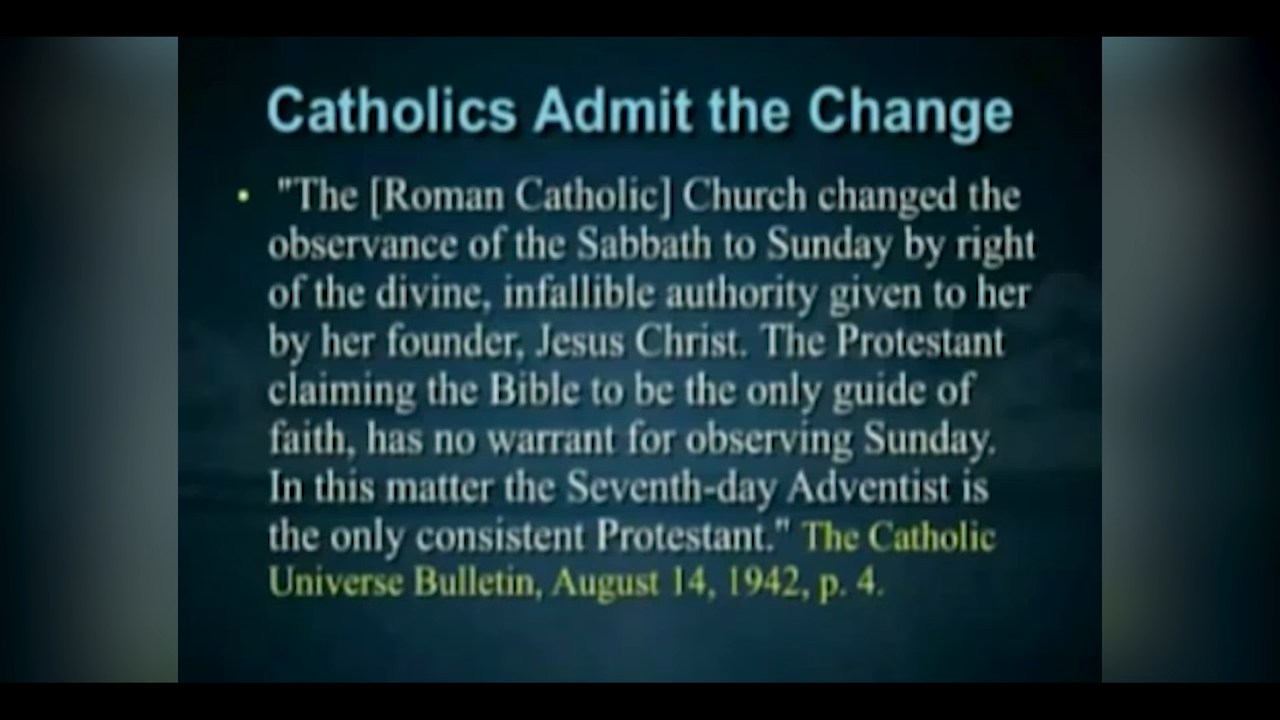 Catholics Admit the Change
• "The [Roman Catholic] Church changed the
observance of the Sabbath to Sunday by right
of the divine, infallible authority given to her
by her founder, Jesus Christ. The Protestant
claiming the Bible to be the only guide of
faith, has no warrant for observing Sunday.
In this matter the Seventh-day Adventist is
the only consistent Protestant." The Catholic
Universe Bulletin, August 14, 1942, p. 4.